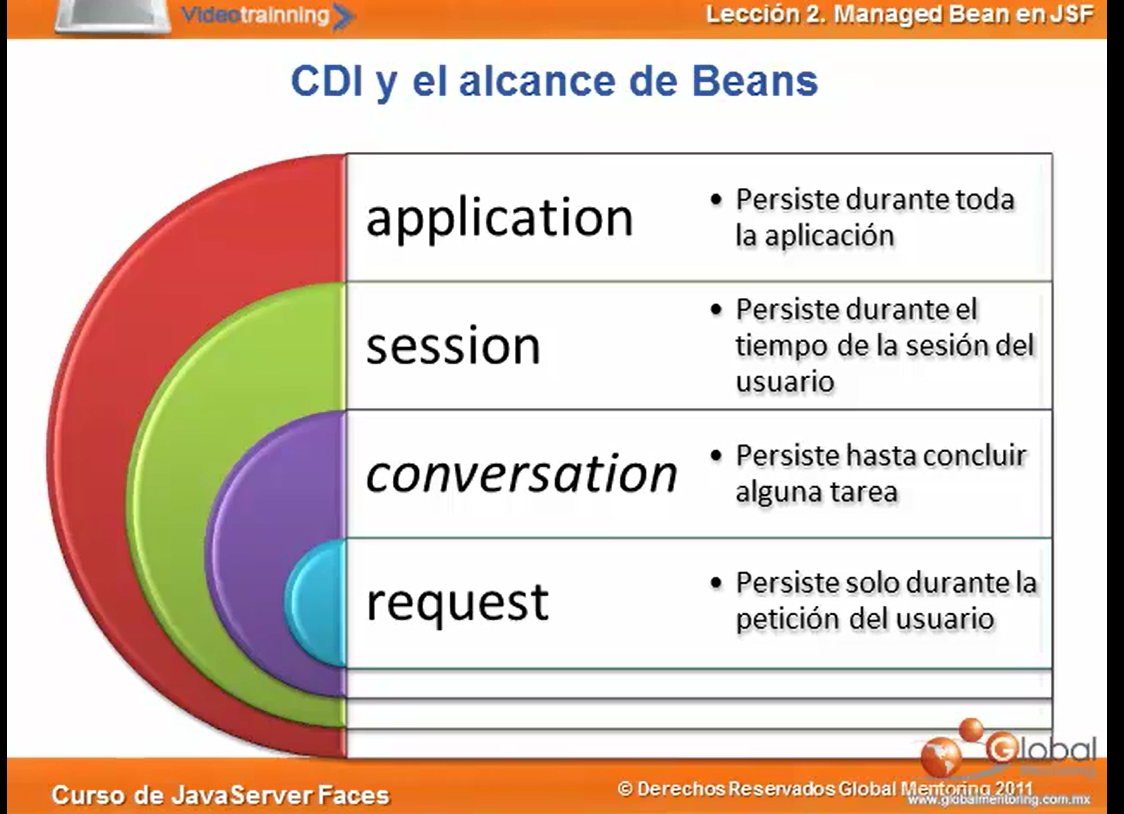 Videotrainning
Lección 2. Managed Bean en JSF
CDI y el alcance de Beans
application
• Persiste durante toda
la aplicación
session
• Persiste durante el
tiempo de la sesión del
usuario
conversation
• Persiste hasta concluir
alguna tarea
request
• Persiste solo durante la
petición del usuario
Global
Mentoring
Curso de JavaServer Faces
© Derechos Reservados Global Mentoring 2011
www.globalmentoring.com.mx